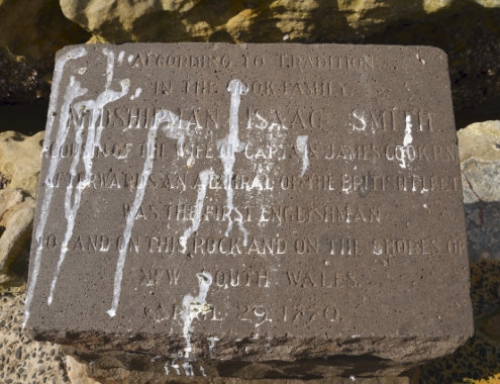 ACCORDING TO TRADITION
IN THE COOK FAMILY
MIDSHIPMAN ISAAC SMITH
COUSIN OF THE WIFE OF CAPTAIN JAMES COOK R.N.
AFTERWARDS AN ADMIRAL OF THE BRITISH FLEET
WAS THE FIRST ENGLISHMAN
TO LAND ON THIS ROCK AND ON THE SHORES OF
NEW SOUTH WALES.
APRIL 29, 1770.